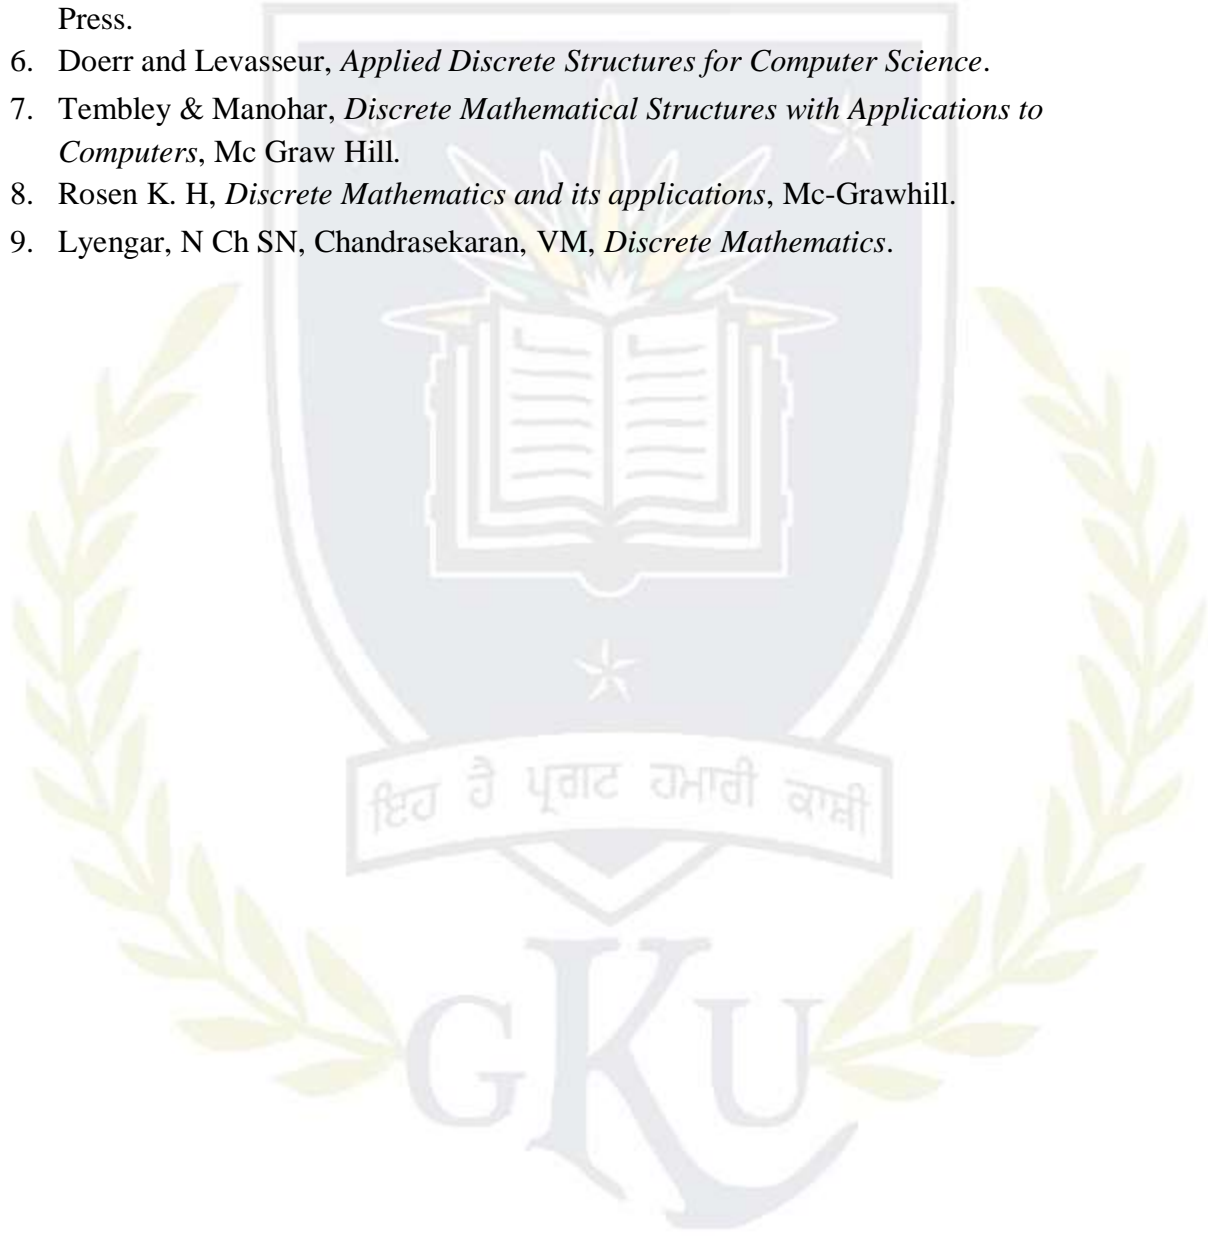 Press.
6. Doerr and Levasseur, Applied Discrete Structures for Computer Science.
7. Tembley & Manohar, Discrete Mathematical Structures with Applications to
Computers, Mc Graw Hill.
8. Rosen K. H, Discrete Mathematics and its applications, Mc-Grawhill.
9. Lyengar, N Ch SN, Chandrasekaran, VM, Discrete Mathematics.
ਇਹ ਹੈ ਪ੍ਰਗਟ ਹਮਾਰੀ ਕਾਸ਼ੀ
GKU